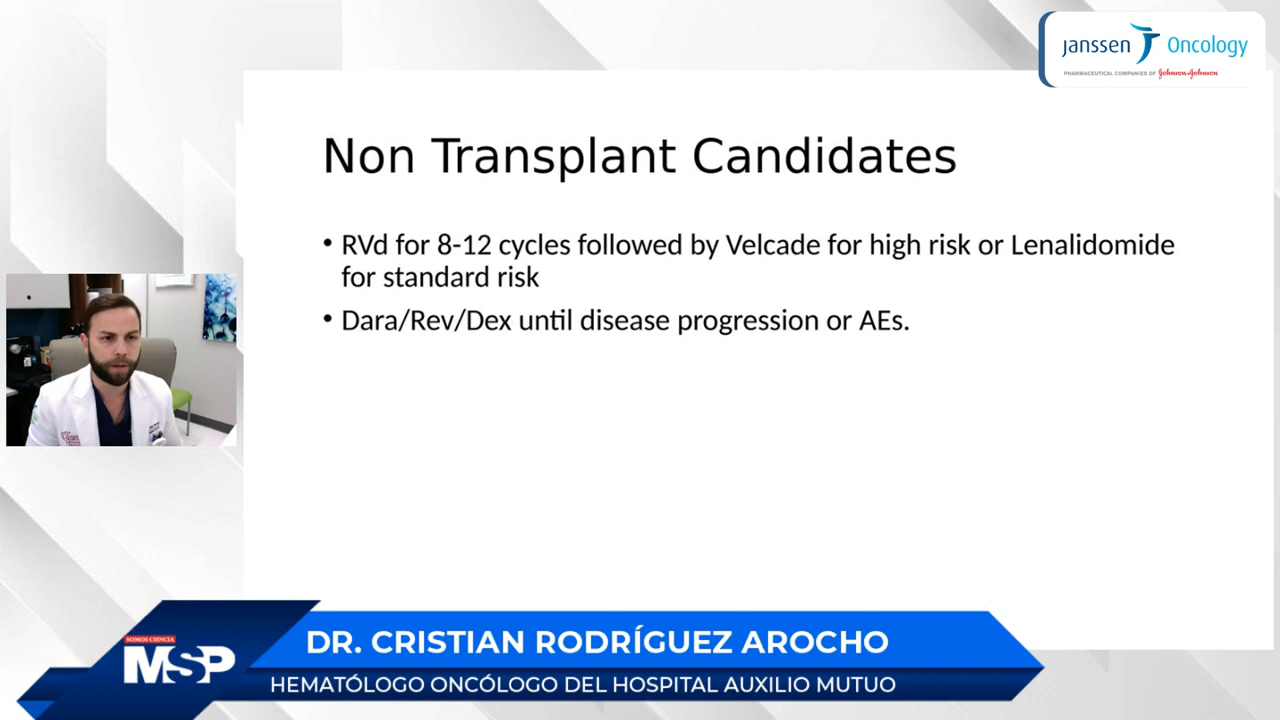 Janssen Oncology
PHARMACEUTICAL COMPANIES OF Johnson & Johnson
Non Transplant Candidates
• RVd for 8-12 cycles followed by Velcade for high risk or Lenalidomide
for standard risk
• Dara/Rev/Dex until disease progression or AEs.
SOMOS CIENCIA
MSP
DR. CRISTIAN RODRÍGUEZ AROCHO
HEMATÓLOGO ONCÓLOGO DEL HOSPITAL AUXILIO MUTUO